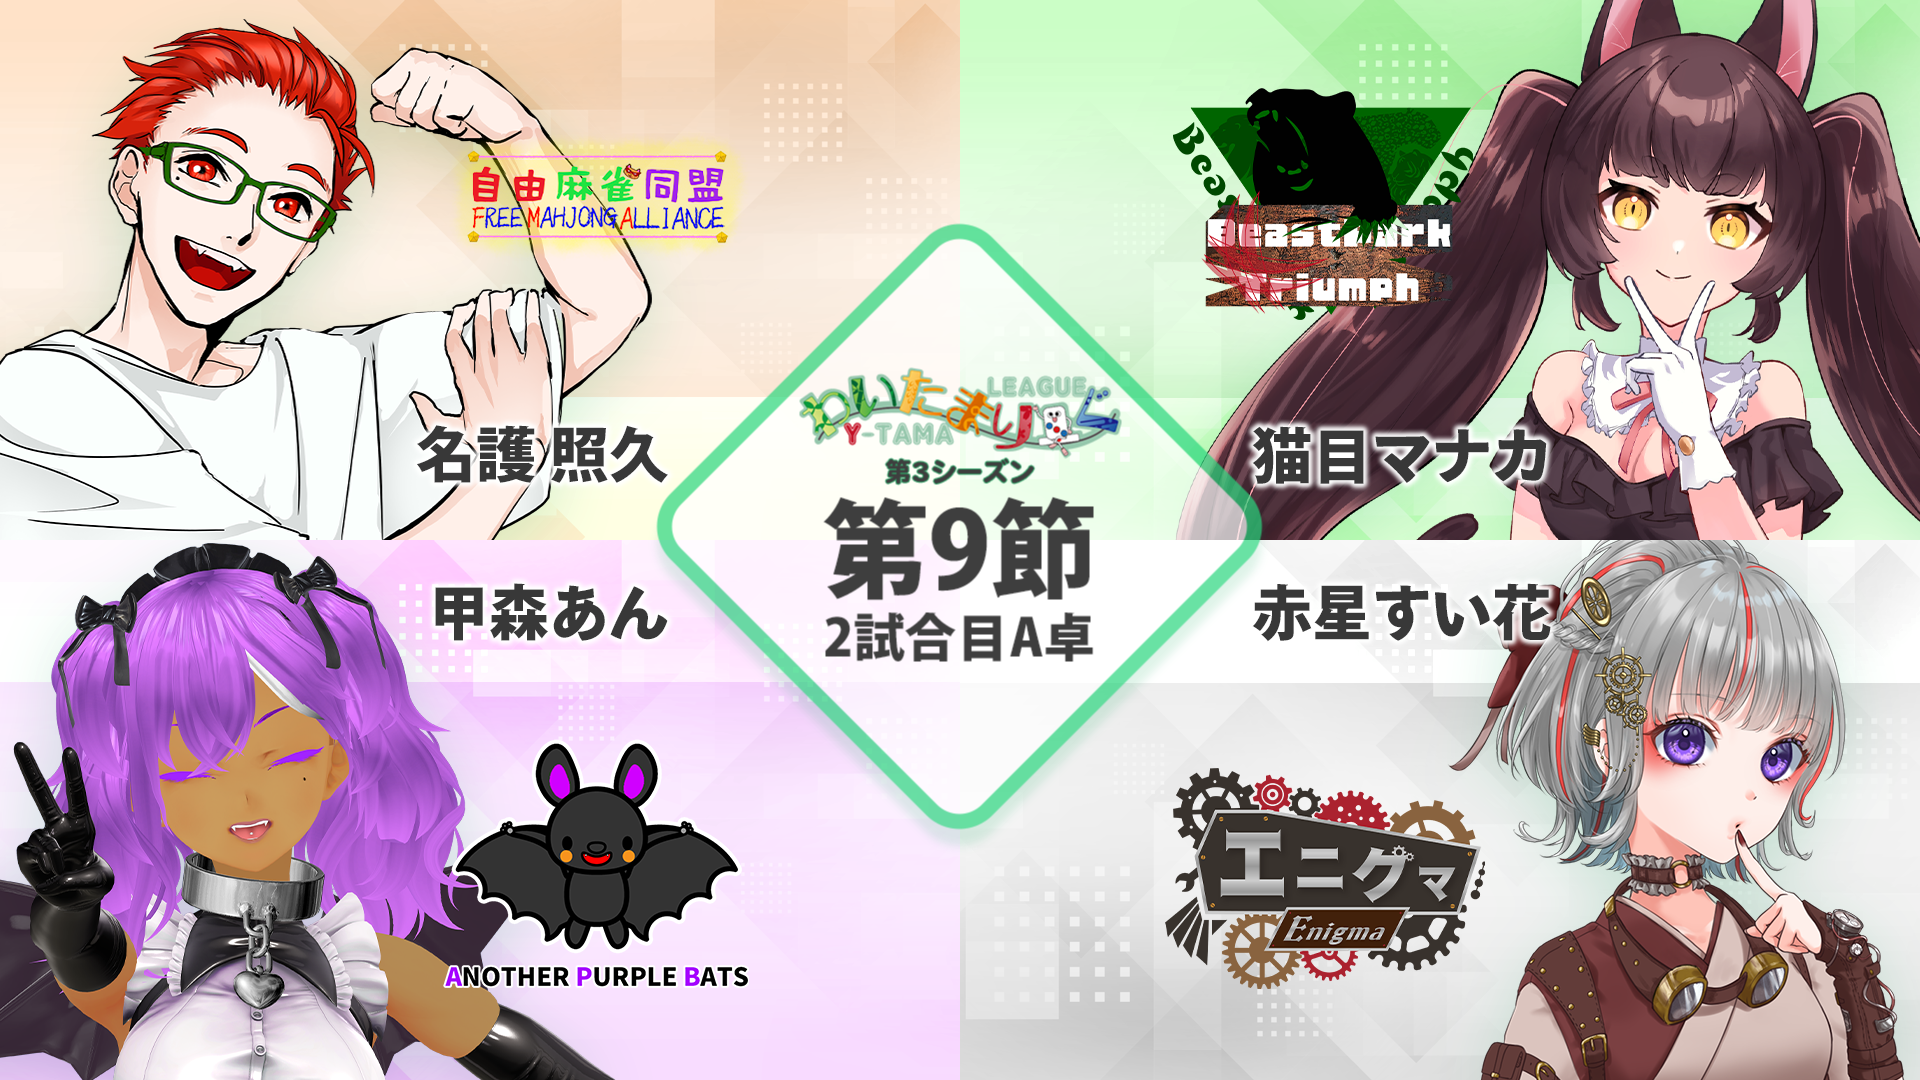 自由麻雀同盟
FREE MAHJONG ALLIANCE
名護 照久
Beastwork
Triumph
猫目マナカ
わいたまりーぐ
LEAGUE
Y-TAMA
第3シーズン
第9節
2試合目A卓
甲森あん
ANOTHER PURPLE BATS
赤星すい花
エニグマ
Enigma